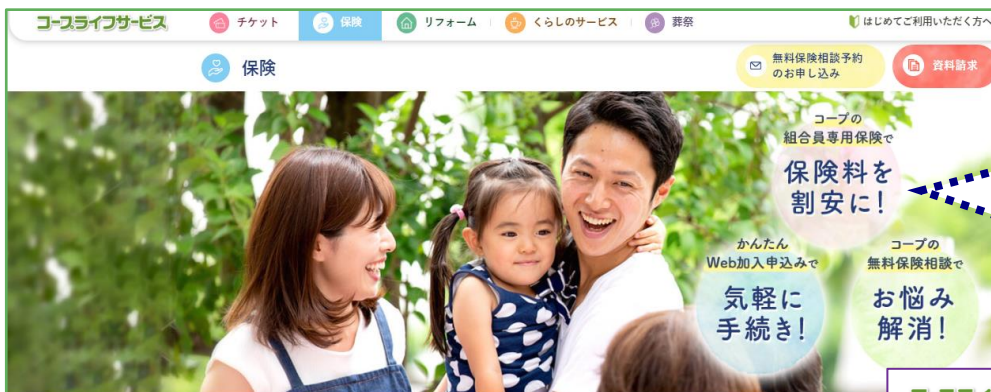 コープライフサービス
チケット
保険
リフォーム
くらしのサービス
葬祭
はじめてご利用いただく方へ
保険
無料保険相談予約
のお申し込み
資料請求
コープの
組合員専用保険で
保険料を
割安に!
かんたん
Web加入申込みで
気軽に
手続き!
コープの
無料保険相談で
お悩み
解消!